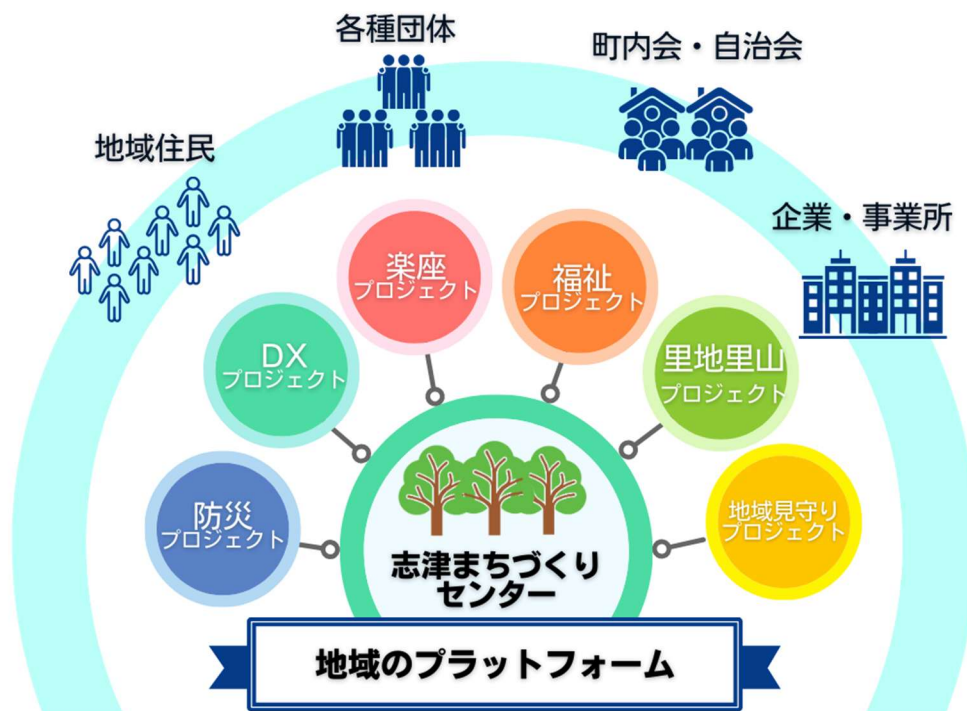 各種団体
町内会・自治会
地域住民
企業・事業所
楽座
プロジェクト
福祉
プロジェクト
DX
プロジェクト
里地里山
プロジェクト
防災
プロジェクト
地域見守り
プロジェクト
志津まちづくり
センター
地域のプラットフォーム